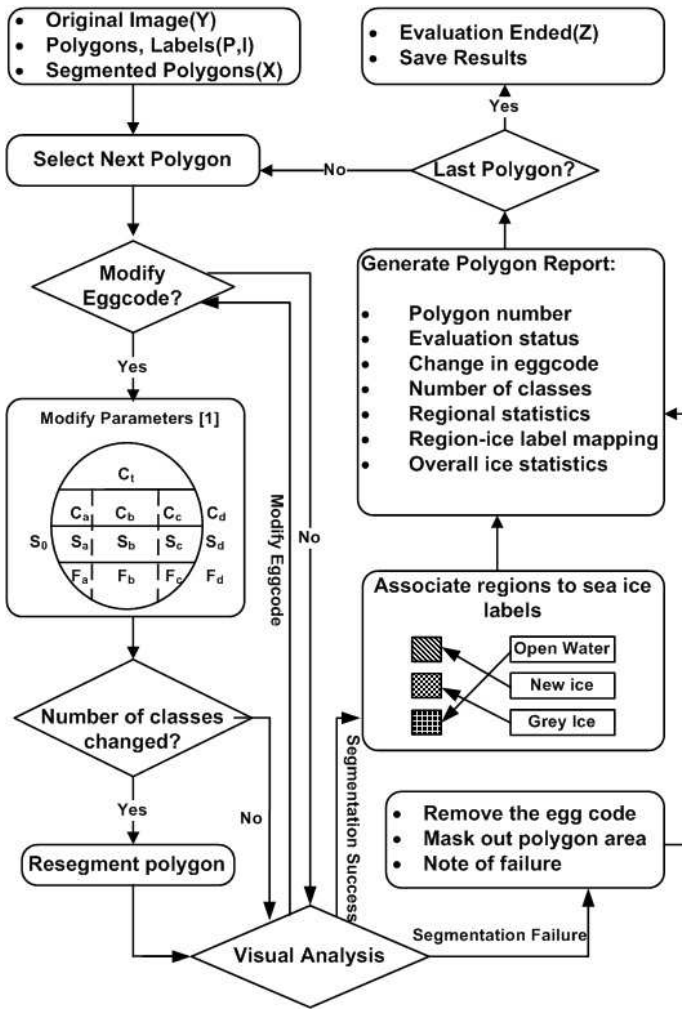 • Original Image(Y)
• Polygons, Labels(P,l)
• Segmented Polygons(X)
Select Next Polygon
Modify
Eggcode?
Yes
Modify Parameters [1]
Ct
Ca Cb Cc Cd
S0 Sa Sb Sc Sd
Fa Fb Fc Fd
Number of classes
changed?
Yes
No
Resegment polygon
Modify Eggcode
No
Visual Analysis
Segmentation Success
Segmentation Failure
• Remove the egg code
• Mask out polygon area
• Note of failure
Associate regions to sea ice
labels
Open Water
New ice
Grey Ice
Generate Polygon Report:
• Polygon number
• Evaluation status
• Change in eggcode
• Number of classes
• Regional statistics
• Region-ice label mapping
• Overall ice statistics
Last Polygon?
No
Yes
• Evaluation Ended(Z)
• Save Results